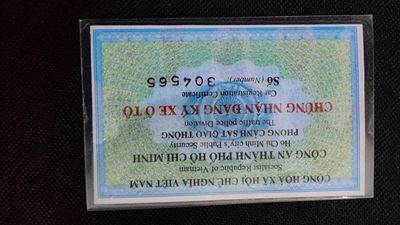 CỘNG HOÀ XÃ HỘI CHỦ NGHĨA VIỆT NAM
Socialist Republic of Vietnam
CÔNG AN THÀNH PHỐ HỒ CHÍ MINH
Hồ Chí Minh city's Public Security
PHÒNG CẢNH SÁT GIAO THÔNG
The traffic police Division
CHỨNG NHẬN ĐĂNG KÝ XE Ô TÔ
Car Registration Certificate
Số (Number): 304565